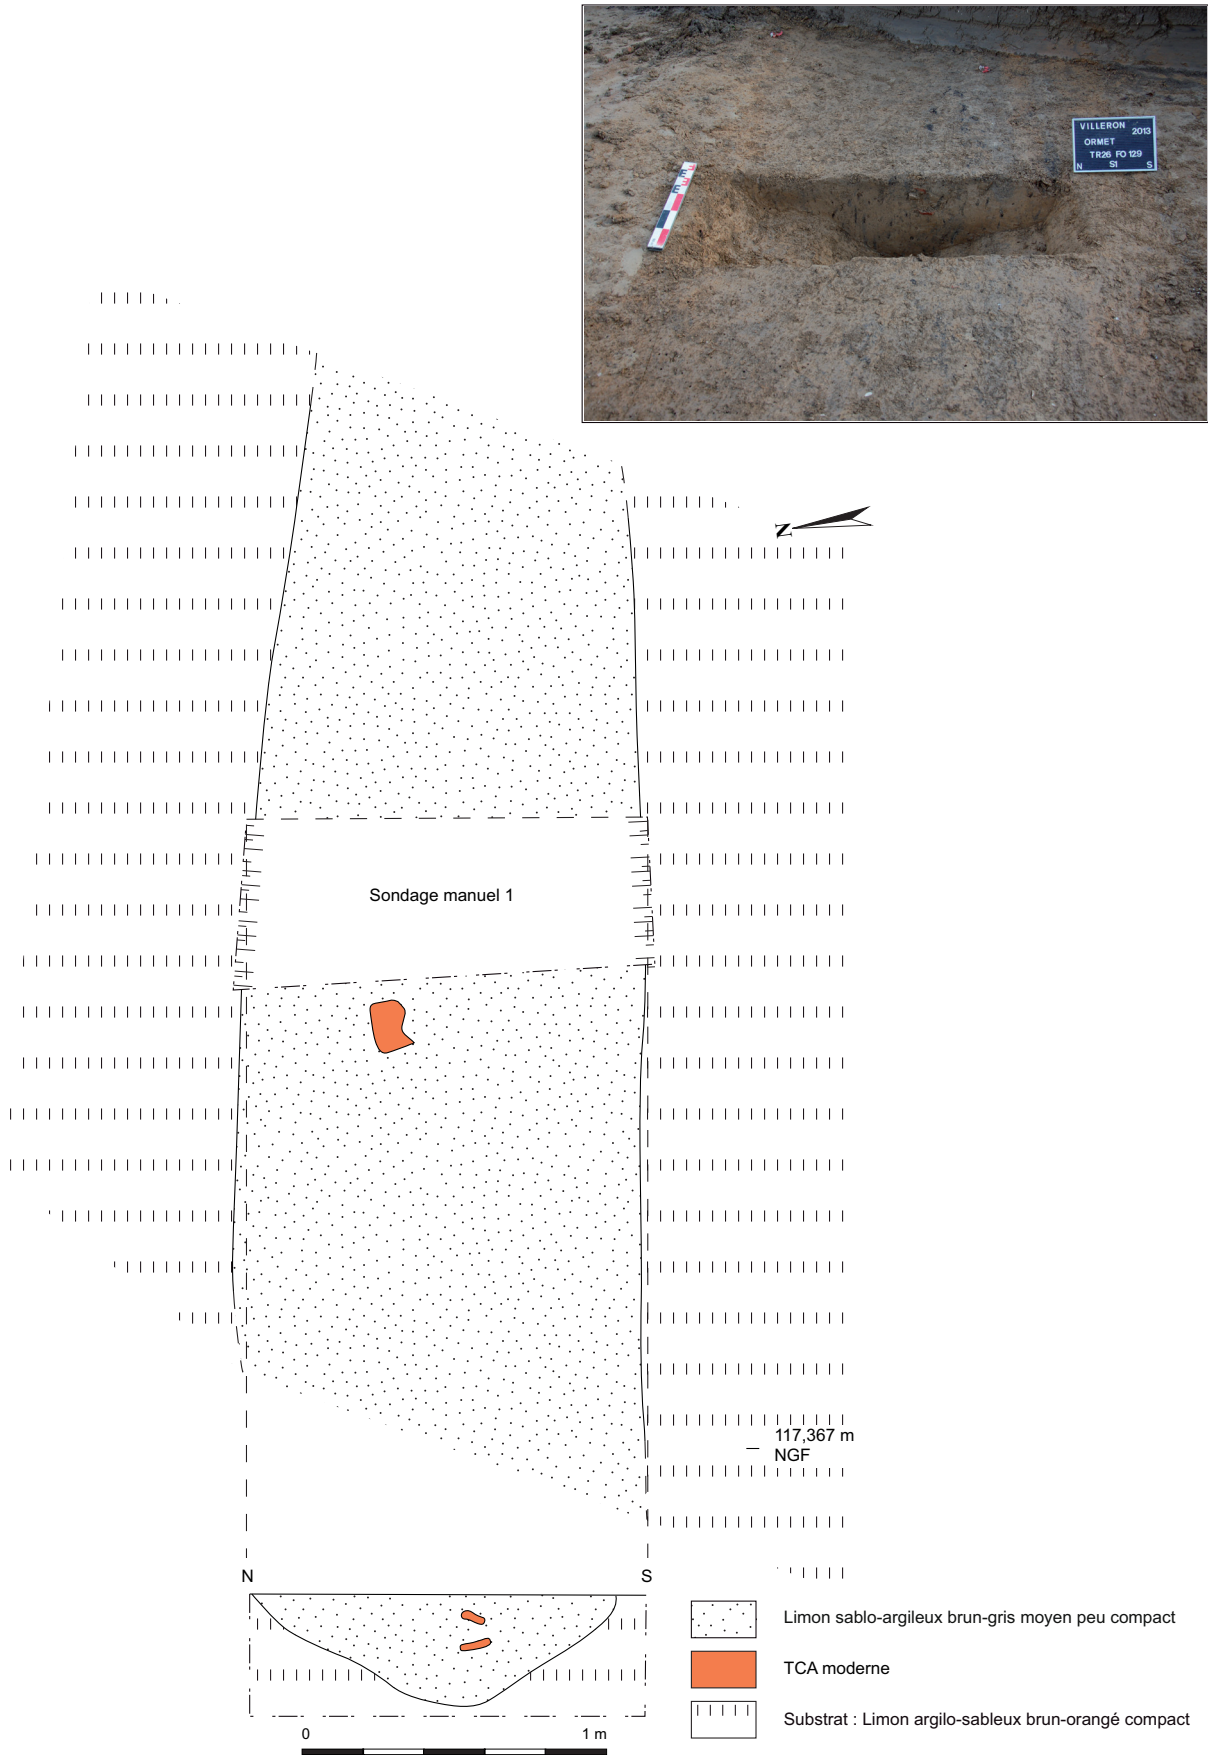 VILLERON 2013
ORMET
TR26 FO 129
N S1 S
N
Sondage manuel 1
117,367 m
NGF
N S
Limon sablo-argileux brun-gris moyen peu compact
TCA moderne
Substrat : Limon argilo-sableux brun-orangé compact
0 1 m